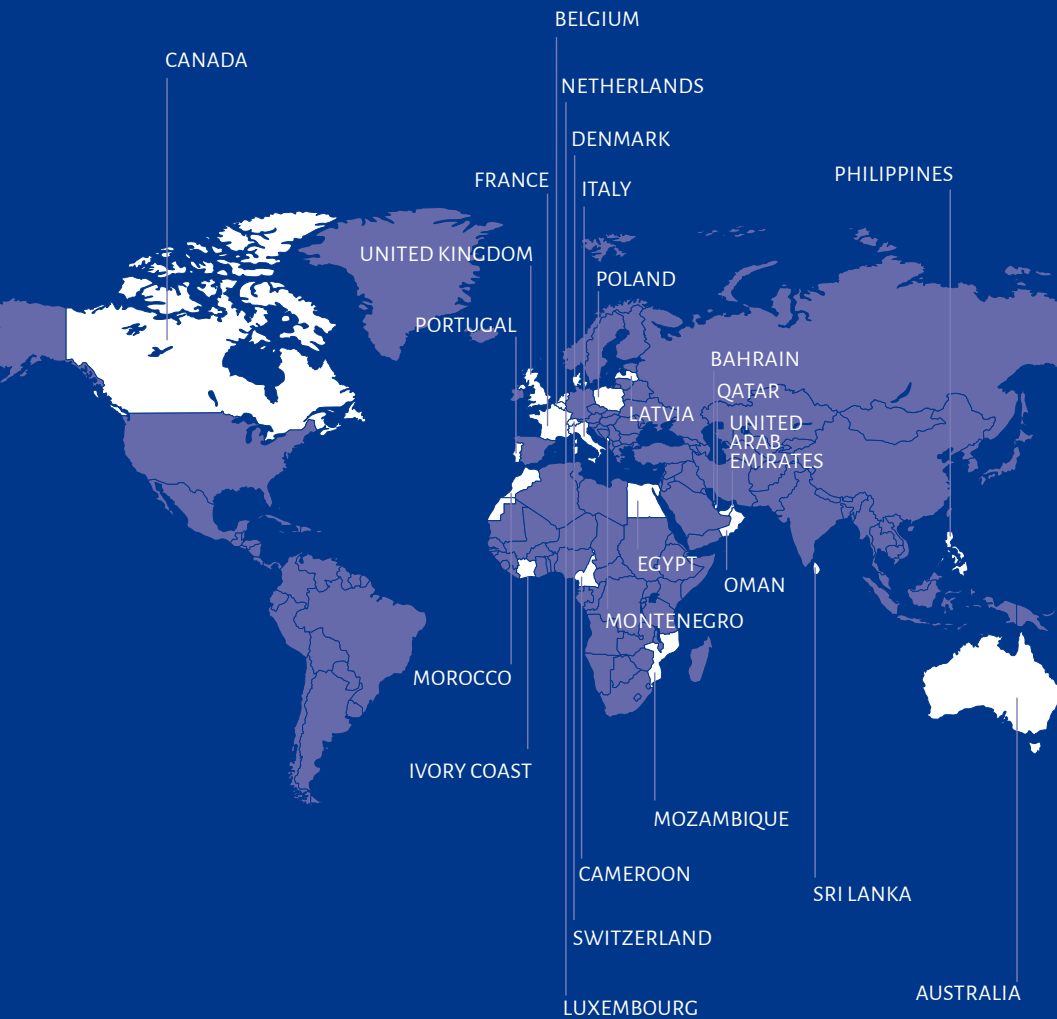 BELGIUM
CANADA
NETHERLANDS
DENMARK
PHILIPPINES
FRANCE
ITALY
UNITED KINGDOM
POLAND
PORTUGAL
BAHRAIN
QATAR
LATVIA
UNITED
ARAB
EMIRATES
EGYPT
OMAN
MONTENEGRO
MOROCCO
IVORY COAST
MOZAMBIQUE
CAMEROON
SRI LANKA
SWITZERLAND
AUSTRALIA
LUXEMBOURG